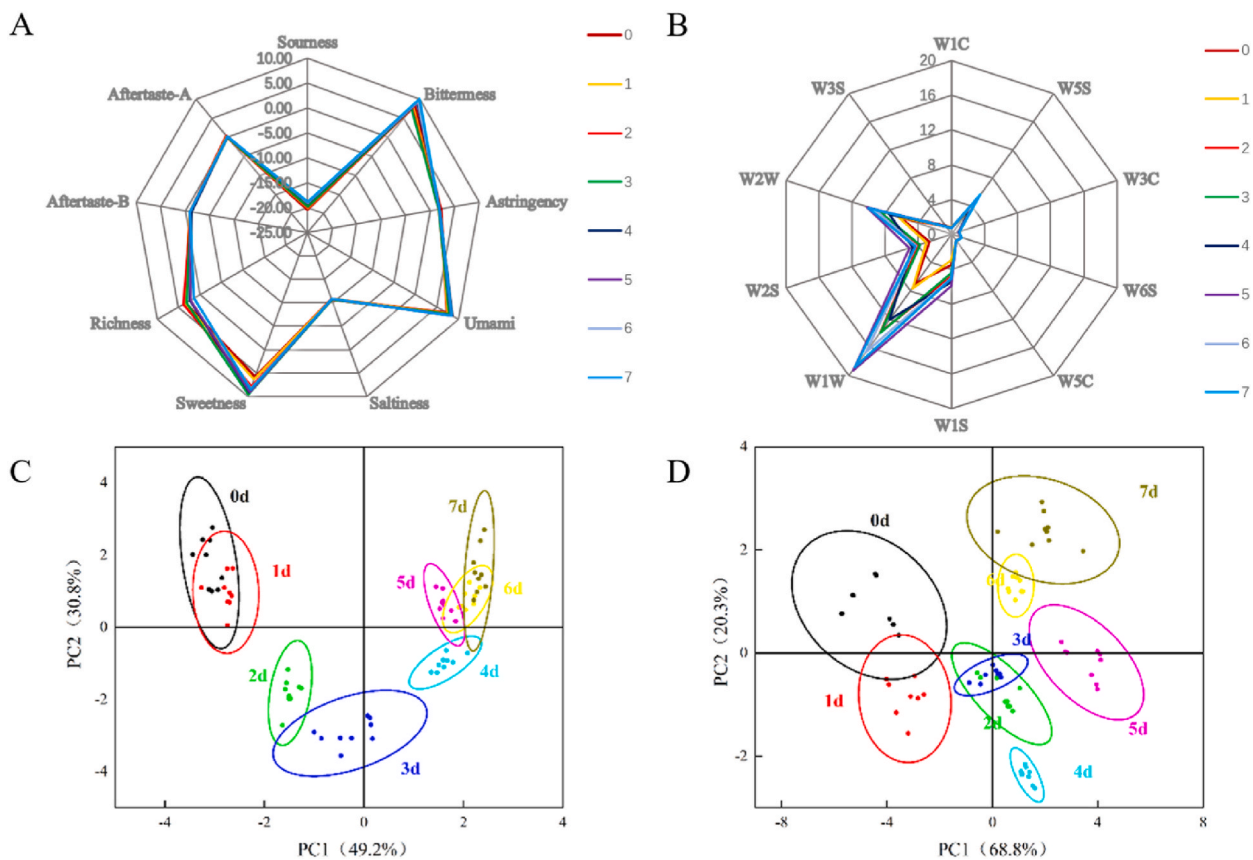 A
Sourness
Bitterness
Astringency
Umami
Saltiness
Sweetness
Richness
Aftertaste-B
Aftertaste-A
10.00
5.00
0.00
-5.00
-10.00
-15.00
-20.00
-25.00
0
1
2
3
4
5
6
7
B
W1C
W5S
W3C
W6S
W5C
W1S
W1W
W2S
W2W
W3S
20
16
12
8
4
0
0
1
2
3
4
5
6
7
C
0d
1d
2d
3d
4d
5d
6d
7d
PC2 (30.8%)
4
2
0
-2
-4
-4
-2
0
2
4
PC1 (49.2%)
D
0d
1d
2d
3d
4d
5d
6d
7d
PC2 (20.3%)
4
2
0
-2
-8
-4
0
4
8
PC1 (68.8%)